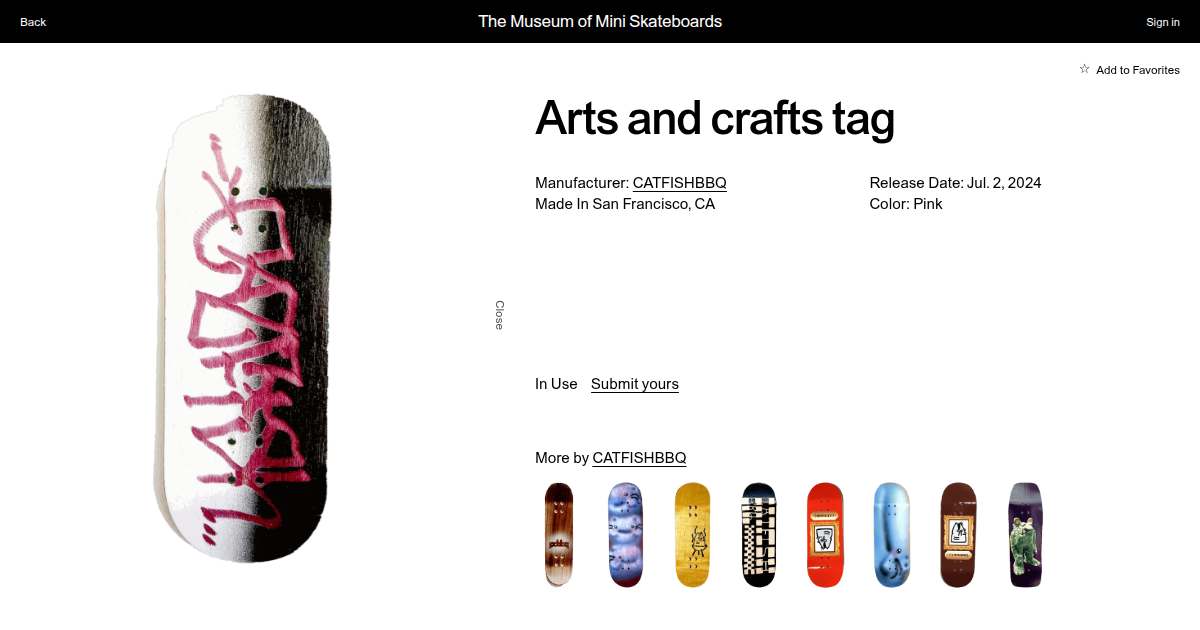 Back
The Museum of Mini Skateboards
Sign in
☆ Add to Favorites
Arts and crafts tag
Manufacturer: CATFISHBBQ
Made In San Francisco, CA
Release Date: Jul. 2, 2024
Color: Pink
Close
In Use Submit yours
More by CATFISHBBQ